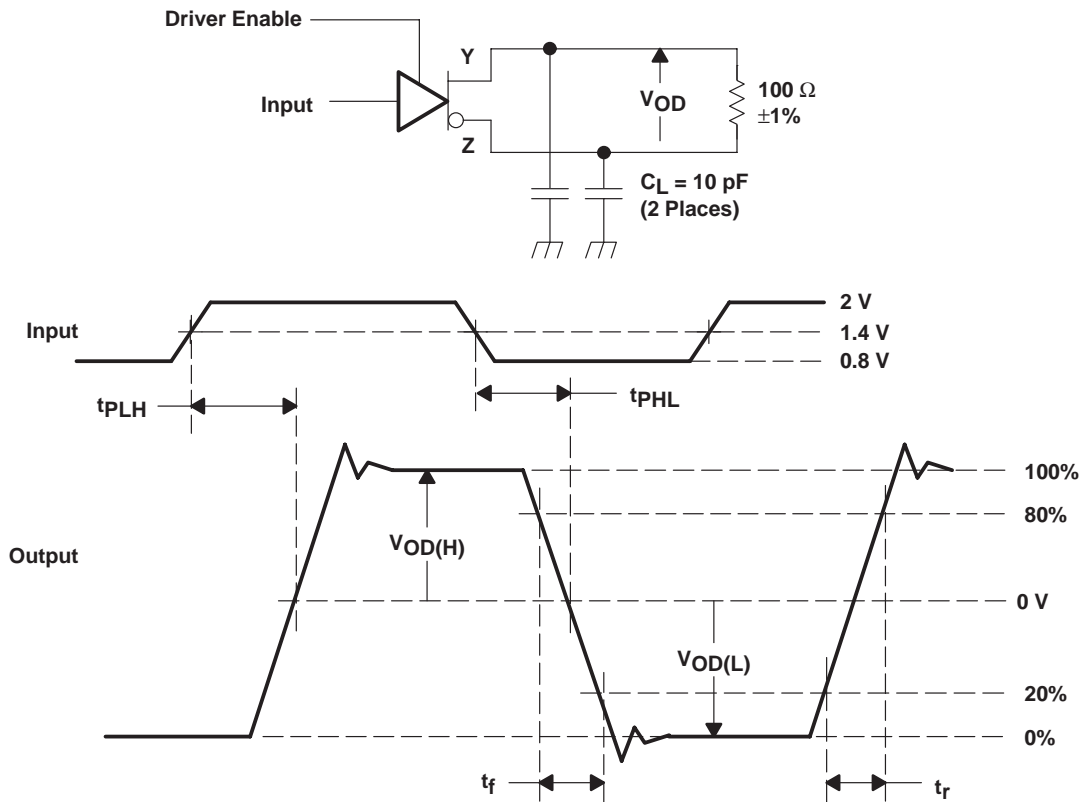 Driver Enable
Y
Input
Z
VOD
100 Ω
±1%
CL = 10 pF
(2 Places)
Input
2 V
1.4 V
0.8 V
tPLH
tPHL
100%
80%
Output
VOD(H)
0 V
VOD(L)
20%
0%
tf
tr